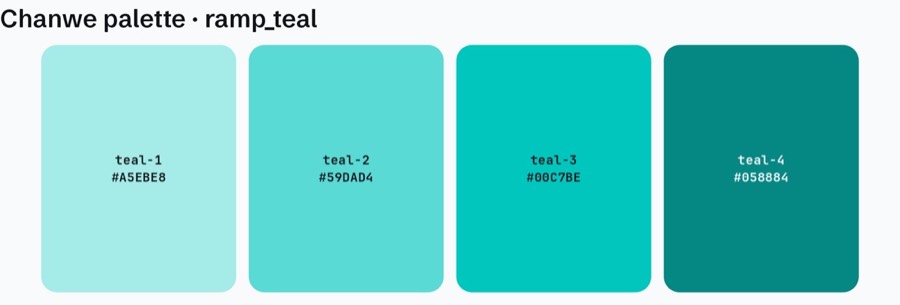 Chanwe palette · ramp_teal
teal-1
#A5EBE8
teal-2
#59DAD4
teal-3
#00C7BE
teal-4
#058884